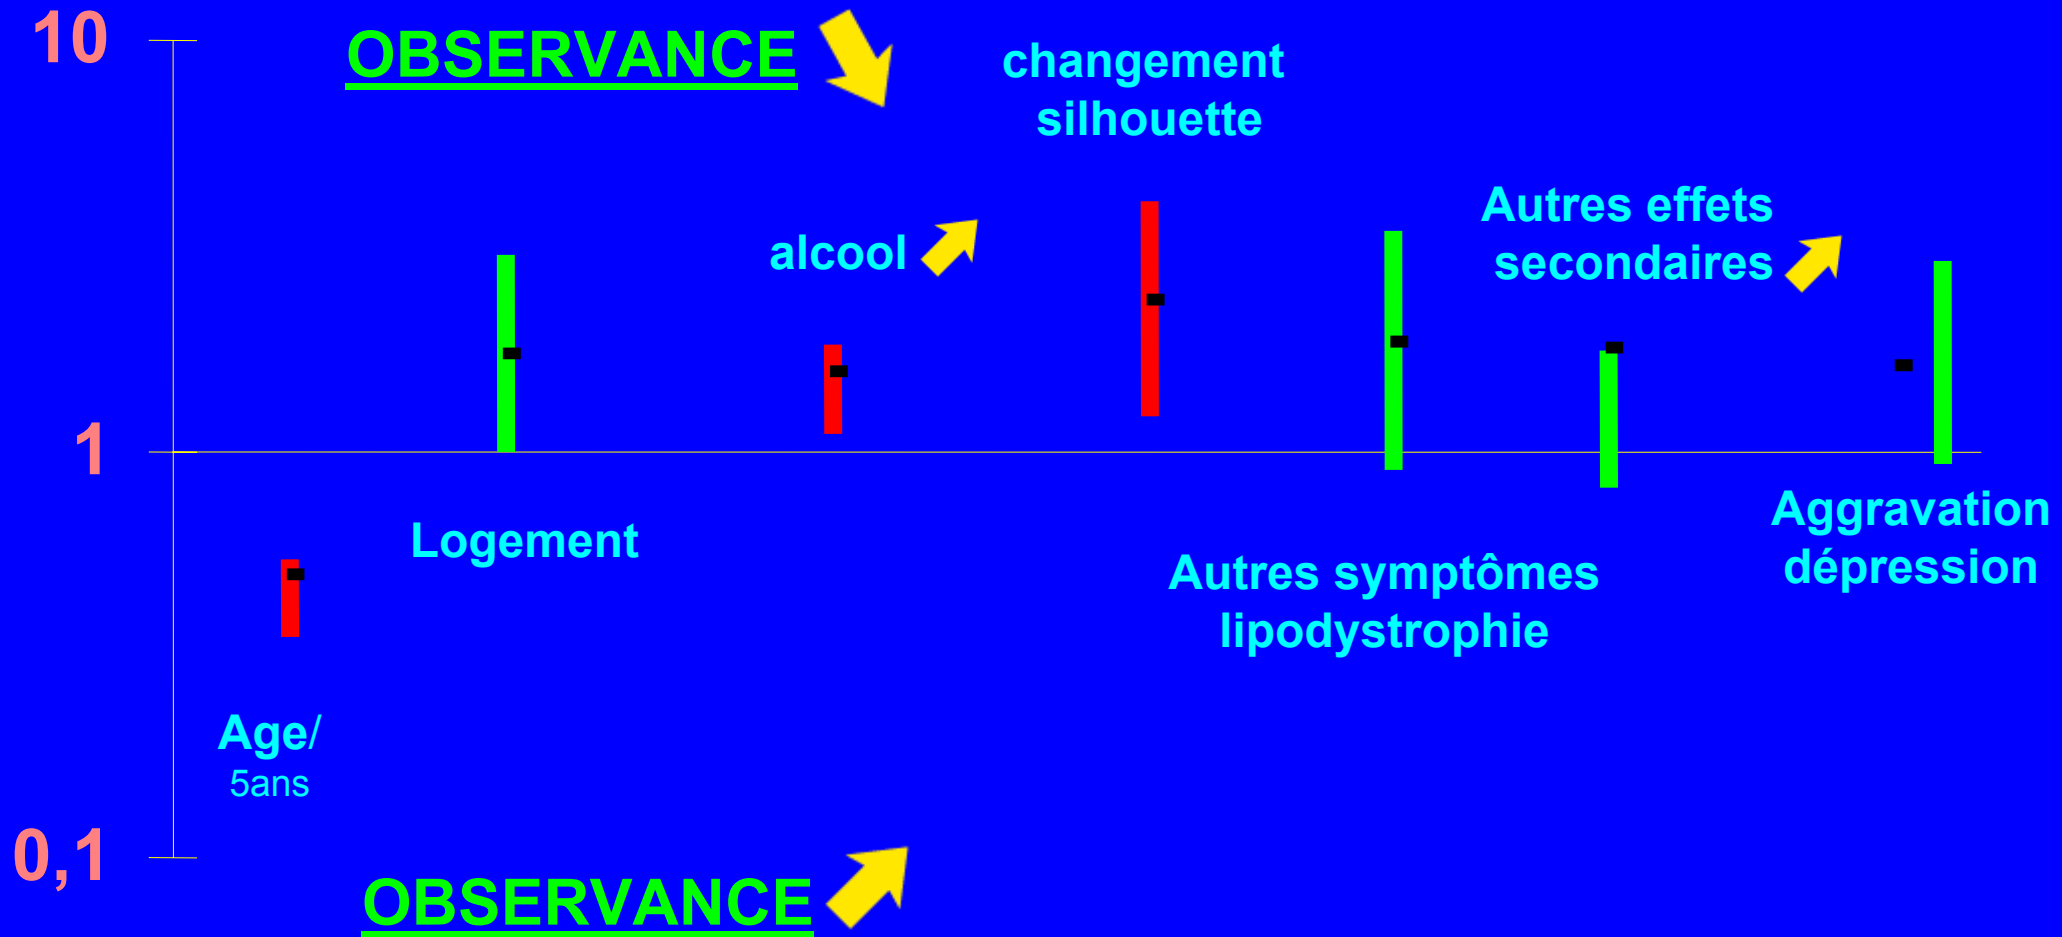 10
OBSERVANCE
changement
silhouette
Autres effets
secondaires
alcool
1
Logement
Aggravation
dépression
Autres symptômes
lipodystrophie
Age/
5ans
0,1
OBSERVANCE